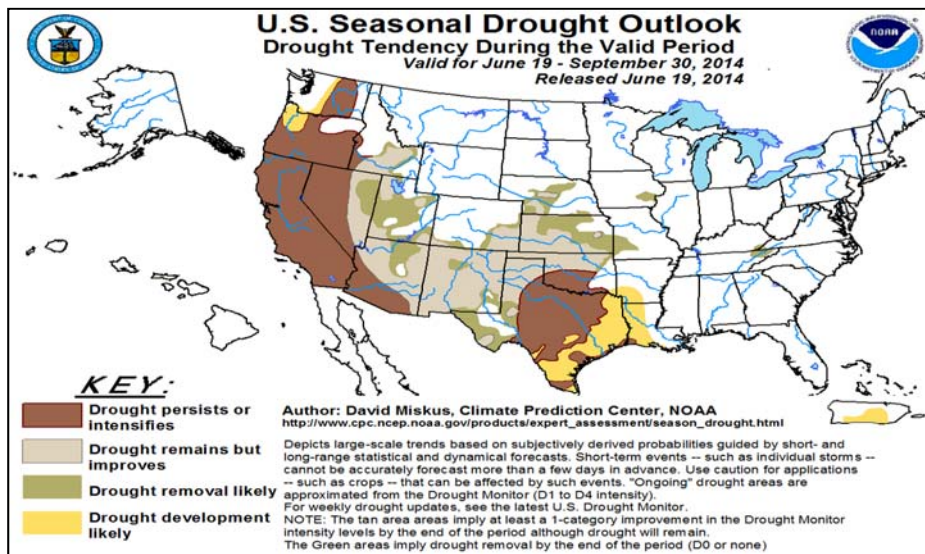 U.S. Seasonal Drought Outlook
Drought Tendency During the Valid Period
Valid for June 19 - September 30, 2014
Released June 19, 2014
NOAA
KEY:
Drought persists or
intensifies
Drought remains but
improves
Drought removal likely
Drought development
likely
Author: David Miskus, Climate Prediction Center, NOAA
http://www.cpc.ncep.noaa.gov/products/expert_assessment/season_drought.html
Depicts large-scale trends based on subjectively derived probabilities guided by short- and
long-range statistical and dynamical forecasts. Short-term events -- such as individual storms --
cannot be accurately forecast more than a few days in advance. Use caution for applications
-- such as crops -- that can be affected by such events. "Ongoing" drought areas are
approximated from the Drought Monitor (D1 to D4 intensity).
For weekly drought updates, see the latest U.S. Drought Monitor.
NOTE: The tan area areas imply at least a 1-category improvement in the Drought Monitor
intensity levels by the end of the period although drought will remain.
The Green areas imply drought removal by the end of the period (D0 or none)